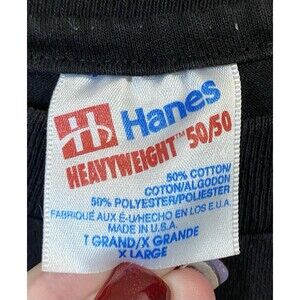 Hanes
HEAVYWEIGHT™ 50/50
50% COTTON/
COTON/ALGODON
50% POLYESTER/POLIESTER
FABRIQUÉ AUX É-U/HECHO EN LOS E.U.A.
MADE IN U.S.A.
T GRAND/X GRANDE
X LARGE